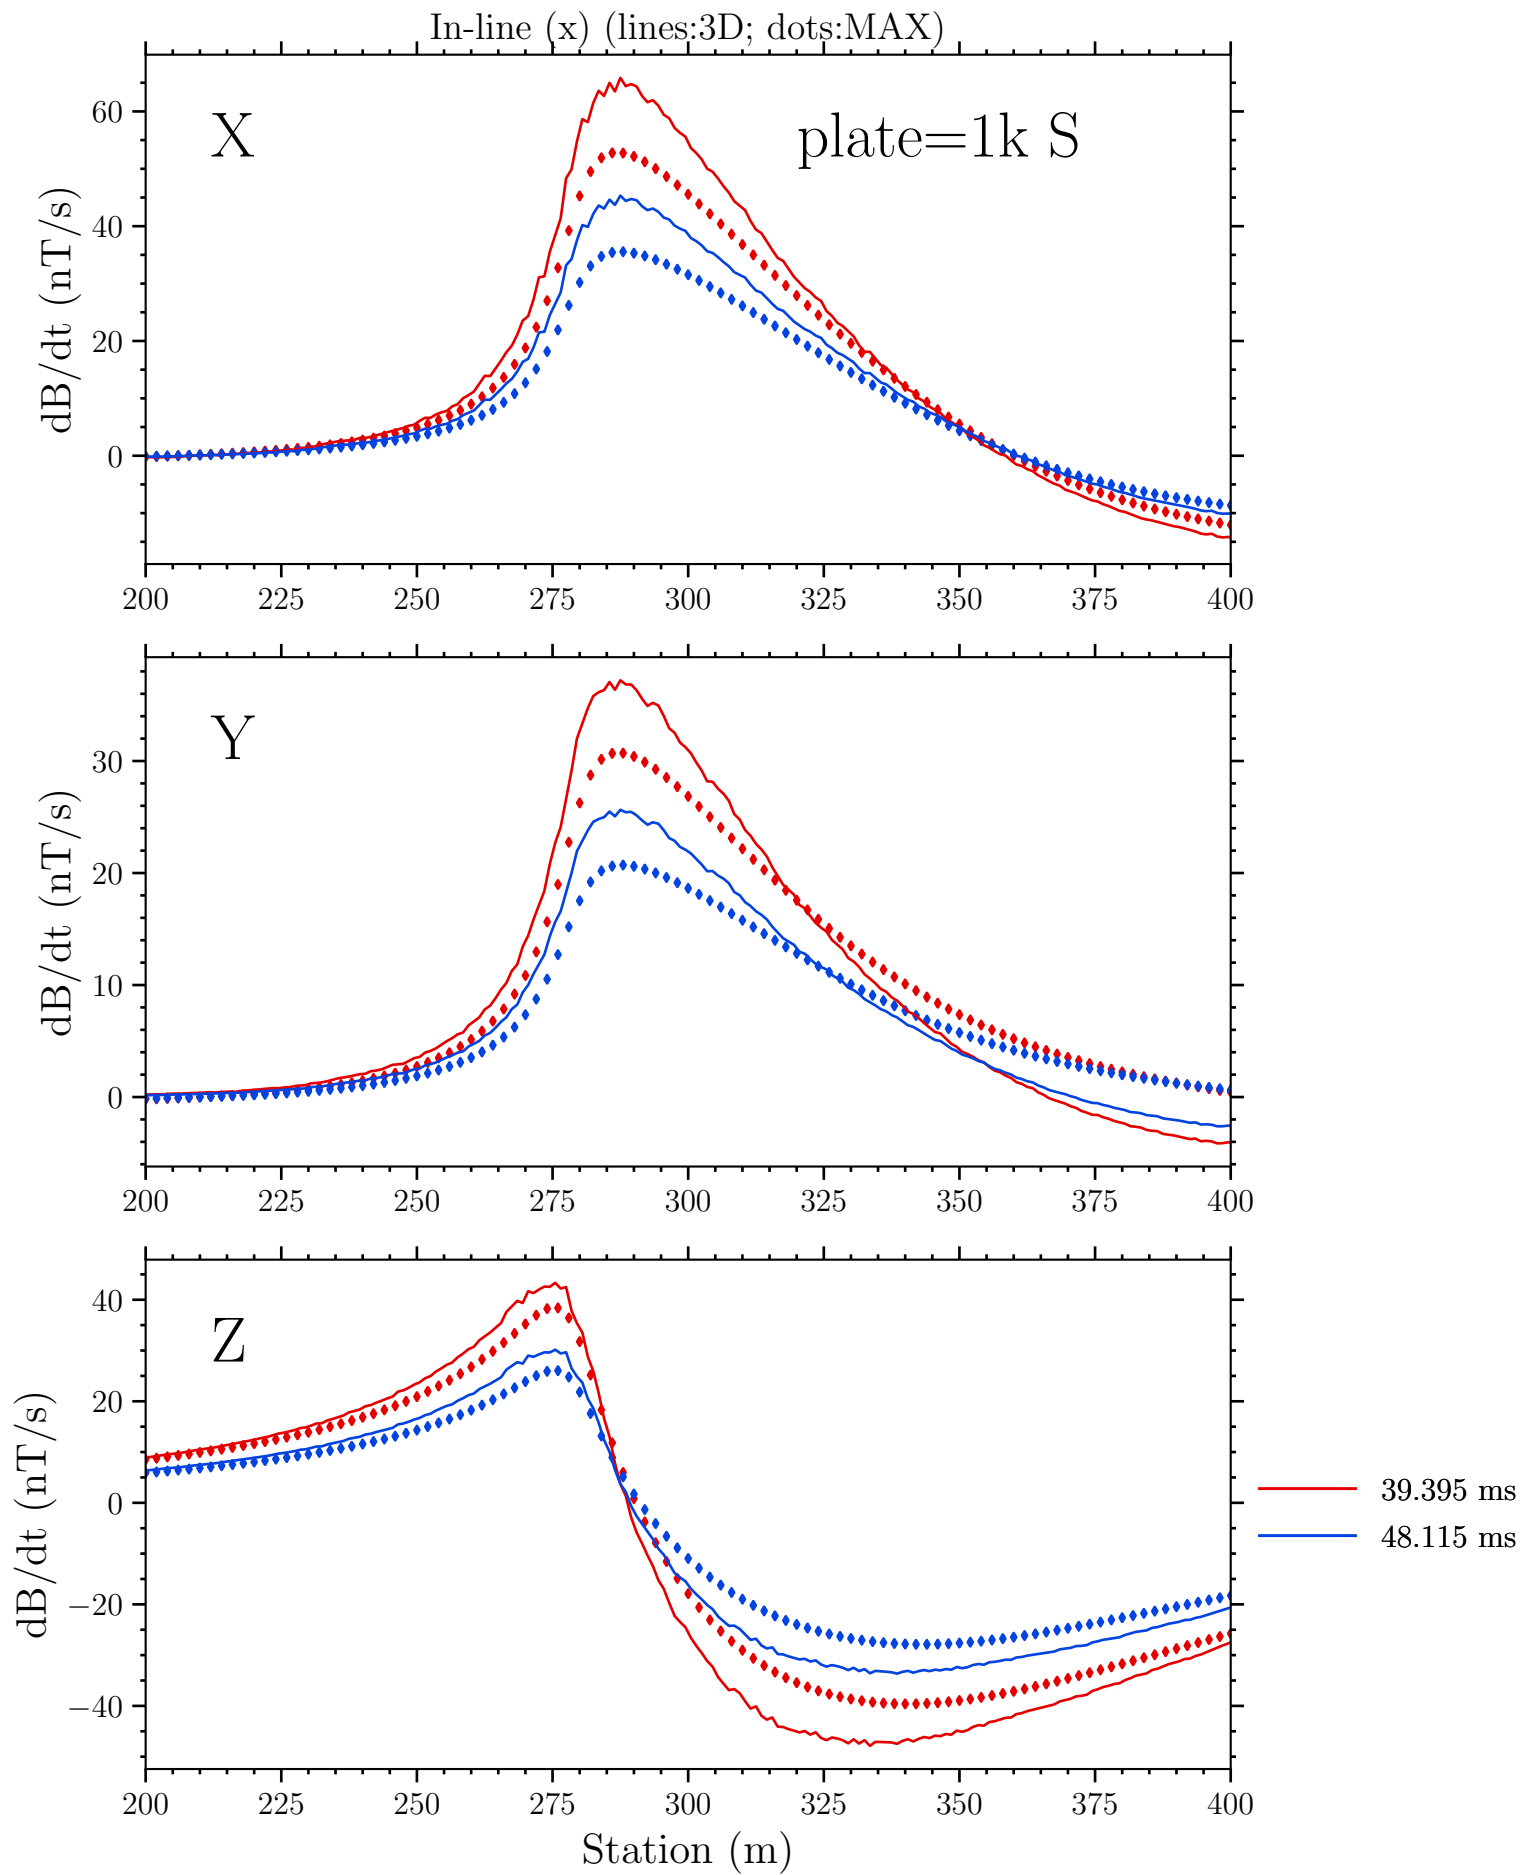 In-line (x) (lines:3D; dots:MAX)
X
plate=1k S
dB/dt (nT/s)
60
40
20
0
200 225 250 275 300 325 350 375 400
Y
dB/dt (nT/s)
30
20
10
0
200 225 250 275 300 325 350 375 400
Z
dB/dt (nT/s)
40
20
0
−20
−40
39.395 ms
48.115 ms
200 225 250 275 300 325 350 375 400
Station (m)